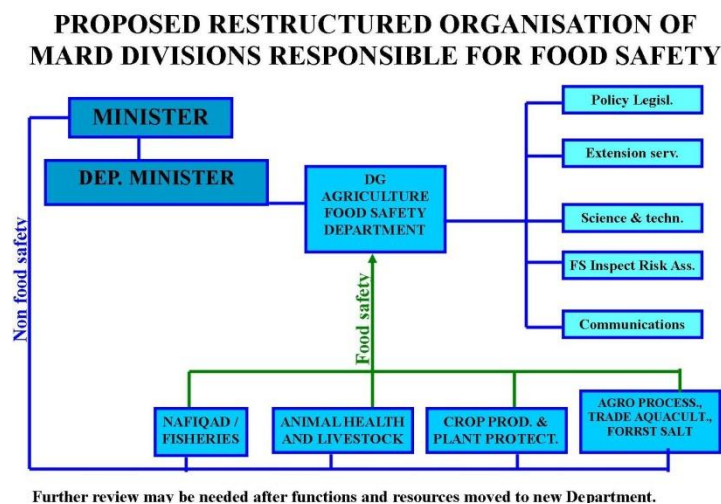 PROPOSED RESTRUCTURED ORGANISATION OF
MARD DIVISIONS RESPONSIBLE FOR FOOD SAFETY
MINISTER
DEP. MINISTER
DG
AGRICULTURE
FOOD SAFETY
DEPARTMENT
Policy Legisl.
Extension serv.
Science & techn.
FS Inspect Risk Ass.
Communications
Non food safety
Food safety
NAFIQAD /
FISHERIES
ANIMAL HEALTH
AND LIVESTOCK
CROP PROD. &
PLANT PROTECT.
AGRO PROCESS.,
TRADE AQUACULT.,
FORRST SALT
Further review may be needed after functions and resources moved to new Department.